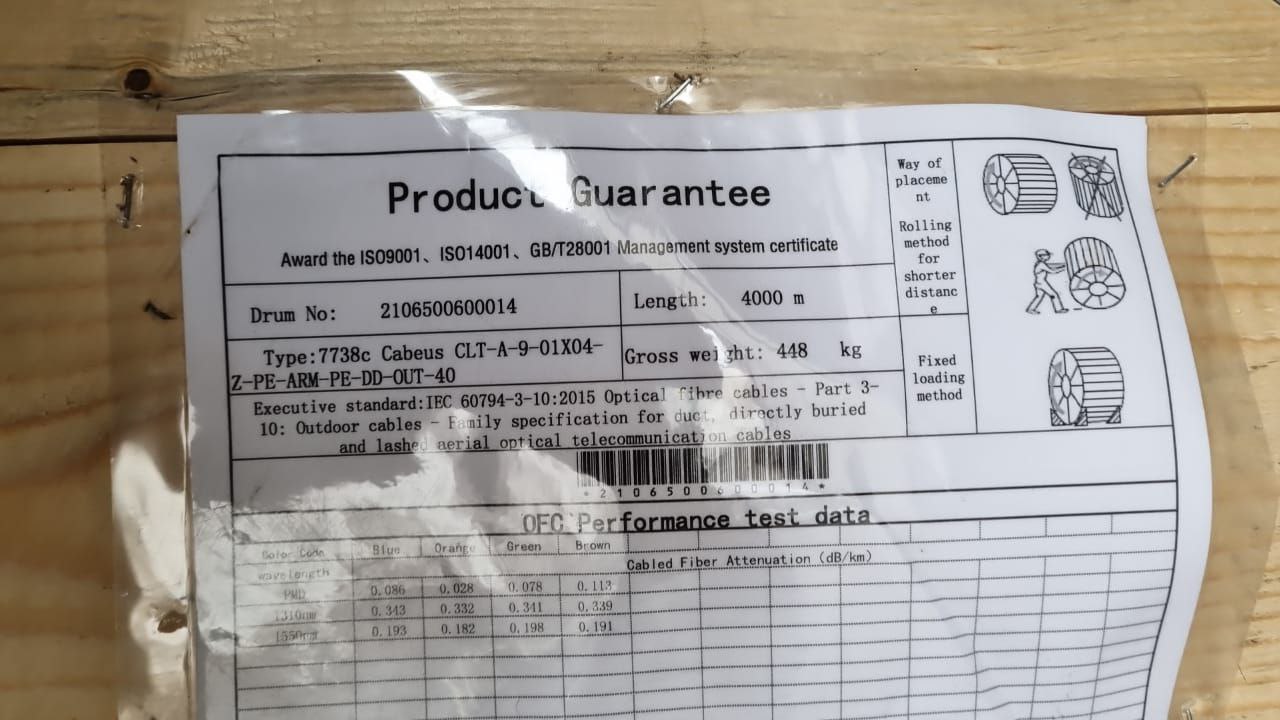 Product Guarantee
Award the ISO9001、ISO14001、GB/T28001 Management system certificate
Drum No: 2106500600014
Length: 4000 m
Type:7738c Cabeus CLT-A-9-01X04-
Z-PE-ARM-PE-DD-OUT-40
Gross weight: 448 kg
Executive standard:IEC 60794-3-10:2015 Optical fibre cables - Part 3-
10: Outdoor cables - Family specification for duct, directly buried
and lashed aerial optical telecommunication cables
Way of
placeme
nt
Rolling
method
for
shorter
distanc
e
Fixed
loading
method
*2106500600014*
OFC Performance test data
Color Code Blue Orange Green Brown
Cabled Fiber Attenuation (dB/km)
wavelength
PMD 0.086 0.028 0.078 0.113
1310nm 0.343 0.332 0.341 0.339
1550nm 0.193 0.182 0.198 0.191